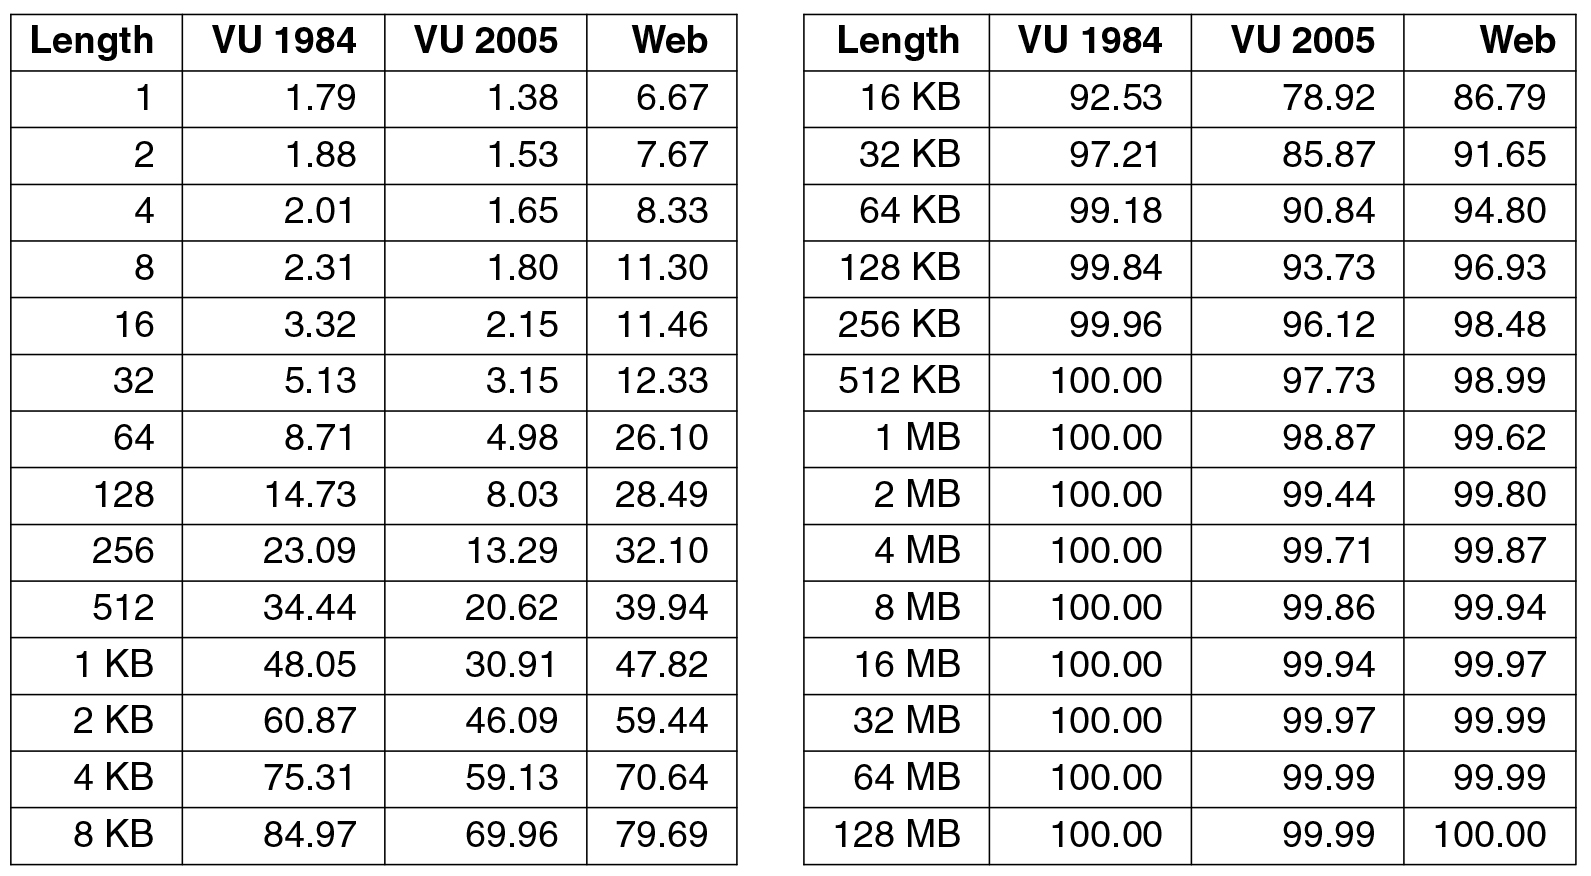 Length VU 1984 VU 2005 Web
1 1.79 1.38 6.67
2 1.88 1.53 7.67
4 2.01 1.65 8.33
8 2.31 1.80 11.30
16 3.32 2.15 11.46
32 5.13 3.15 12.33
64 8.71 4.98 26.10
128 14.73 8.03 28.49
256 23.09 13.29 32.10
512 34.44 20.62 39.94
1 KB 48.05 30.91 47.82
2 KB 60.87 46.09 59.44
4 KB 75.31 59.13 70.64
8 KB 84.97 69.96 79.69
Length VU 1984 VU 2005 Web
16 KB 92.53 78.92 86.79
32 KB 97.21 85.87 91.65
64 KB 99.18 90.84 94.80
128 KB 99.84 93.73 96.93
256 KB 99.96 96.12 98.48
512 KB 100.00 97.73 98.99
1 MB 100.00 98.87 99.62
2 MB 100.00 99.44 99.80
4 MB 100.00 99.71 99.87
8 MB 100.00 99.86 99.94
16 MB 100.00 99.94 99.97
32 MB 100.00 99.97 99.99
64 MB 100.00 99.99 99.99
128 MB 100.00 99.99 100.00